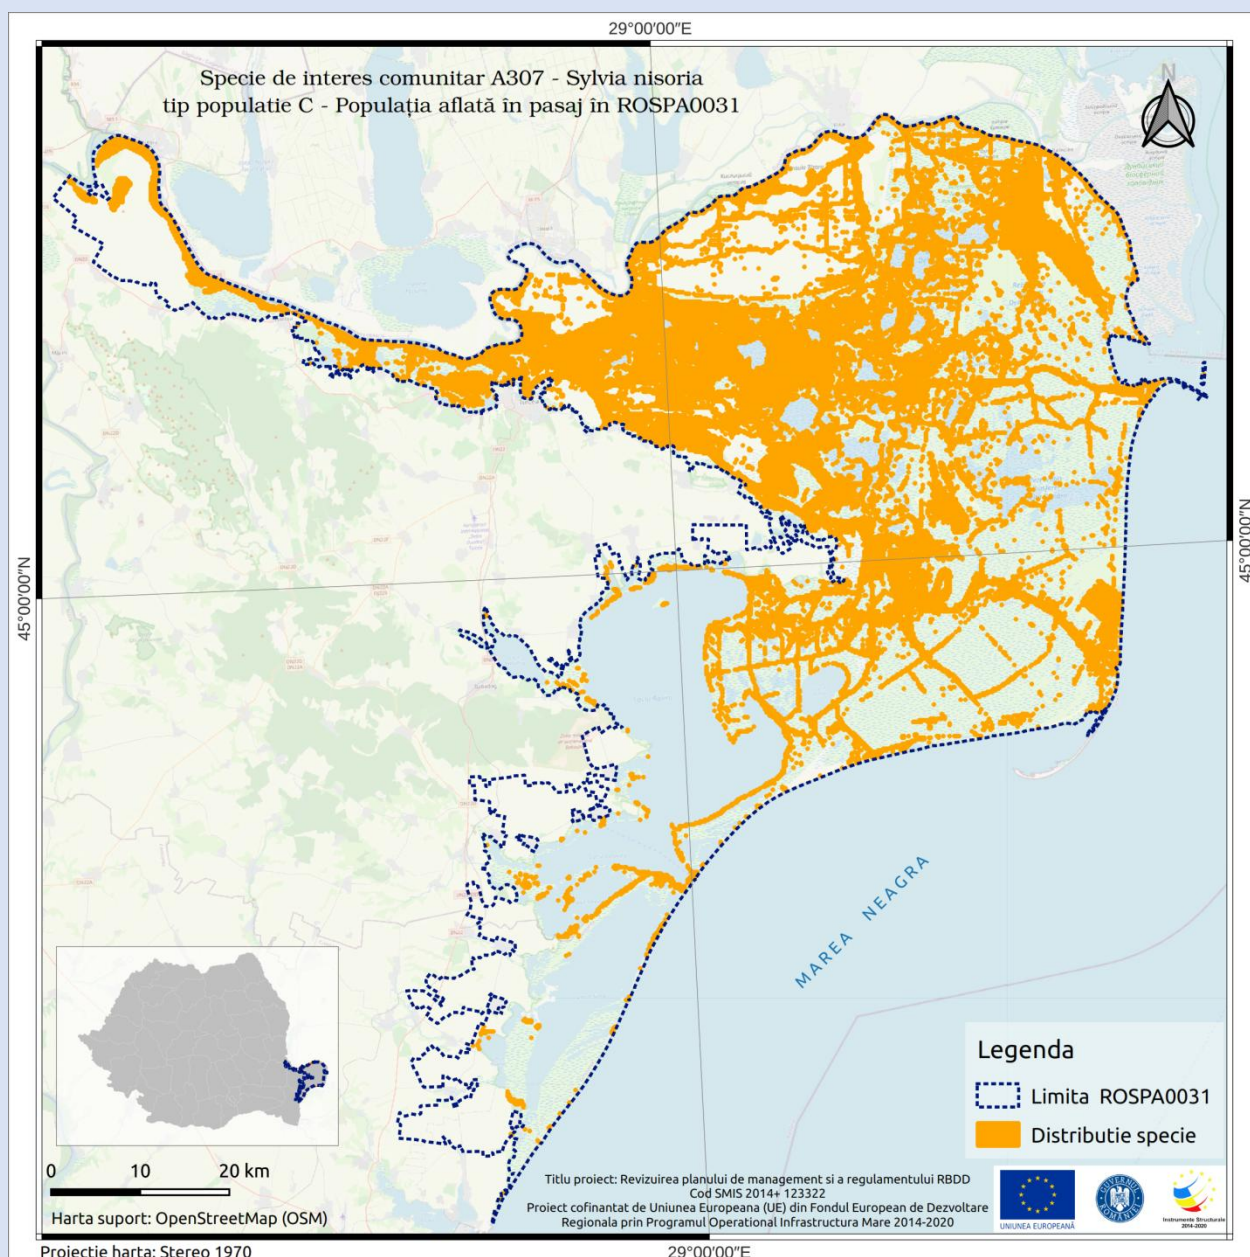 29°00′00″E
Specie de interes comunitar A307 - Sylvia nisoria
tip populatie C - Populația aflată în pasaj în ROSPA0031
N
45°00′00″N
45°00′00″N
MAREA NEAGRA
Legenda
Limita ROSPA0031
Distributie specie
0 10 20 km
Harta suport: OpenStreetMap (OSM)
Titlu proiect: Revizuirea planului de management si a regulamentului RBDD
Cod SMIS 2014+ 123322
Proiect cofinantat de Uniunea Europeana (UE) din Fondul European de Dezvoltare
Regionala prin Programul Operational Infrastructura Mare 2014-2020
UNIUNEA EUROPEANĂ
GUVERNUL ROMÂNIEI
Instrumente Structurale
2014-2020
Proiectie harta: Stereo 1970
29°00′00″E